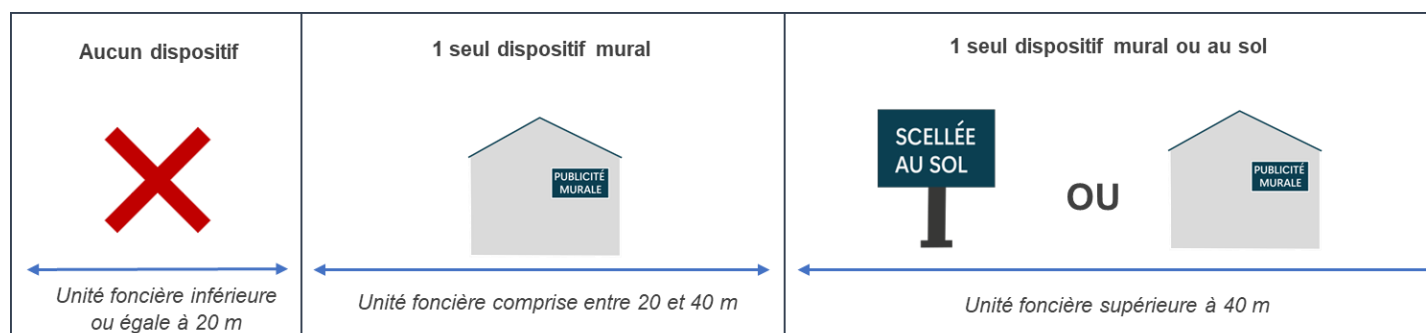 Aucun dispositif
Unité foncière inférieure
ou égale à 20 m
1 seul dispositif mural
PUBLICITÉ
MURALE
Unité foncière comprise entre 20 et 40 m
1 seul dispositif mural ou au sol
SCELLÉE
AU SOL
OU
PUBLICITÉ
MURALE
Unité foncière supérieure à 40 m